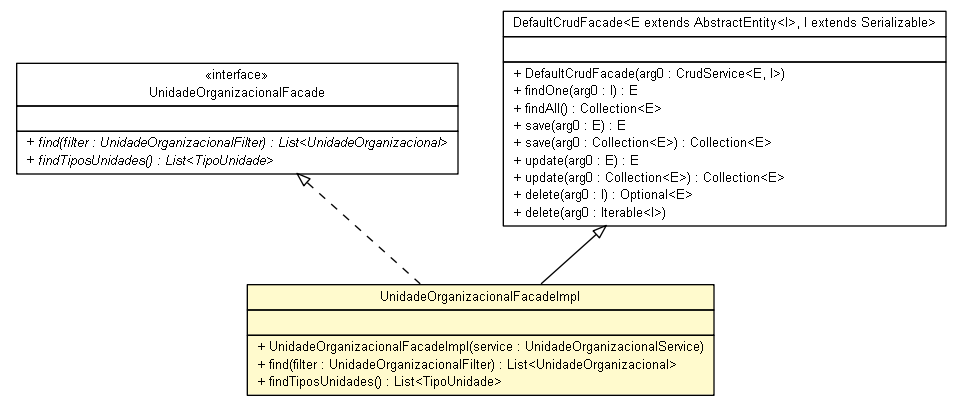 «interface»
UnidadeOrganizacionalFacade
+ find(filter : UnidadeOrganizacionalFilter) : List<UnidadeOrganizacional>
+ findTiposUnidades() : List<TipoUnidade>
DefaultCrudFacade<E extends AbstractEntity<I>, I extends Serializable>
+ DefaultCrudFacade(arg0 : CrudService<E, I>)
+ findOne(arg0 : I) : E
+ findAll() : Collection<E>
+ save(arg0 : E) : E
+ save(arg0 : Collection<E>) : Collection<E>
+ update(arg0 : E) : E
+ update(arg0 : Collection<E>) : Collection<E>
+ delete(arg0 : I) : Optional<E>
+ delete(arg0 : Iterable<I>)
UnidadeOrganizacionalFacadeImpl
+ UnidadeOrganizacionalFacadeImpl(service : UnidadeOrganizacionalService)
+ find(filter : UnidadeOrganizacionalFilter) : List<UnidadeOrganizacional>
+ findTiposUnidades() : List<TipoUnidade>